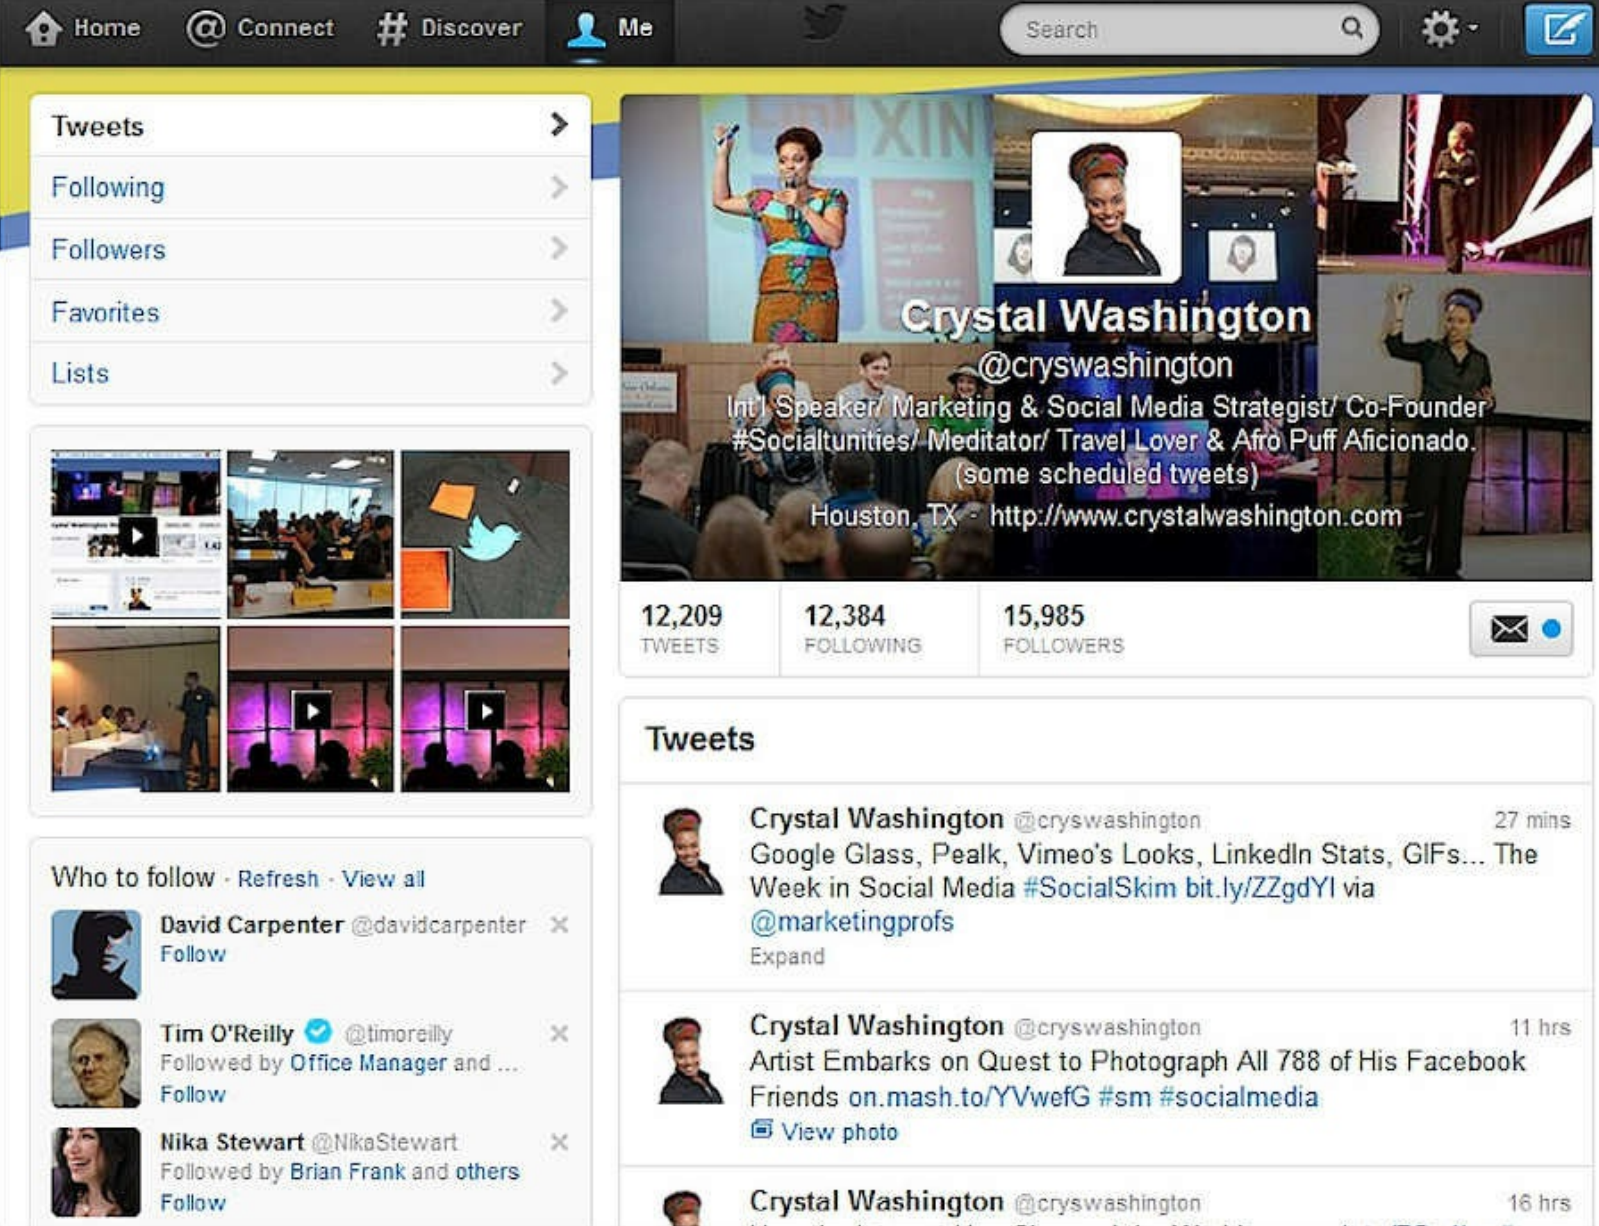 Home
Connect
Discover
Me
Search
Tweets
Following
Followers
Favorites
Lists
XIN
Crystal Washington
@cryswashington
Int'l Speaker/ Marketing & Social Media Strategist/ Co-Founder
#Socialtunities/ Meditator/ Travel Lover & Afro Puff Aficionado.
(some scheduled tweets)
Houston, TX - http://www.crystalwashington.com
12,209
TWEETS
12,384
FOLLOWING
15,985
FOLLOWERS
Who to follow · Refresh · View all
David Carpenter @davidcarpenter
Follow
Tim O'Reilly @timoreilly
Followed by Office Manager and ...
Follow
Nika Stewart @NikaStewart
Followed by Brian Frank and others
Follow
Tweets
Crystal Washington @cryswashington 27 mins
Google Glass, Pealk, Vimeo's Looks, LinkedIn Stats, GIFs... The
Week in Social Media #SocialSkim bit.ly/ZZgdYl via
@marketingprofs
Expand
Crystal Washington @cryswashington 11 hrs
Artist Embarks on Quest to Photograph All 788 of His Facebook
Friends on.mash.to/YVwefG #sm #socialmedia
View photo
Crystal Washington @cryswashington 16 hrs